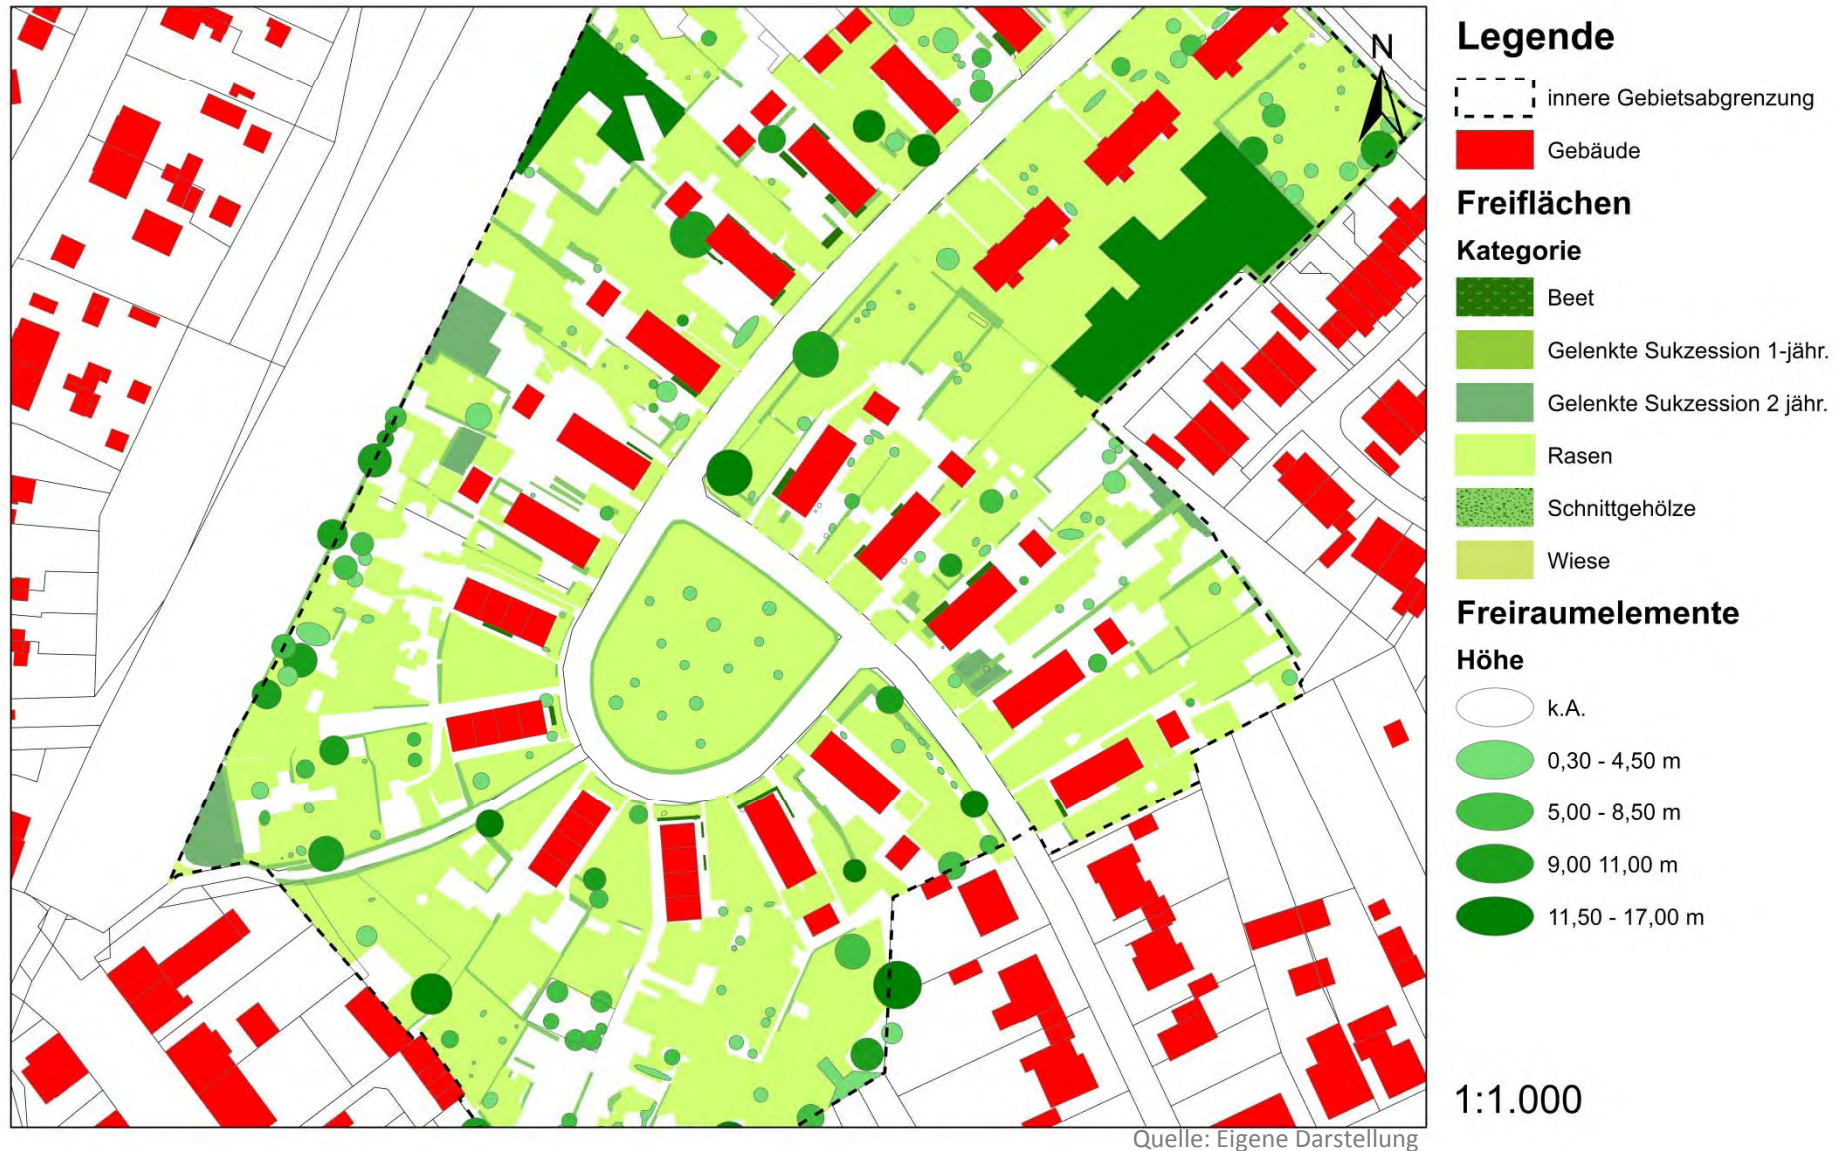 N
Legende
innere Gebietsabgrenzung
Gebäude
Freiflächen
Kategorie
Beet
Gelenkte Sukzession 1-jähr.
Gelenkte Sukzession 2 jähr.
Rasen
Schnittgehölze
Wiese
Freiraumelemente
Höhe
k.A.
0,30 - 4,50 m
5,00 - 8,50 m
9,00 11,00 m
11,50 - 17,00 m
1:1.000
Quelle: Eigene Darstellung